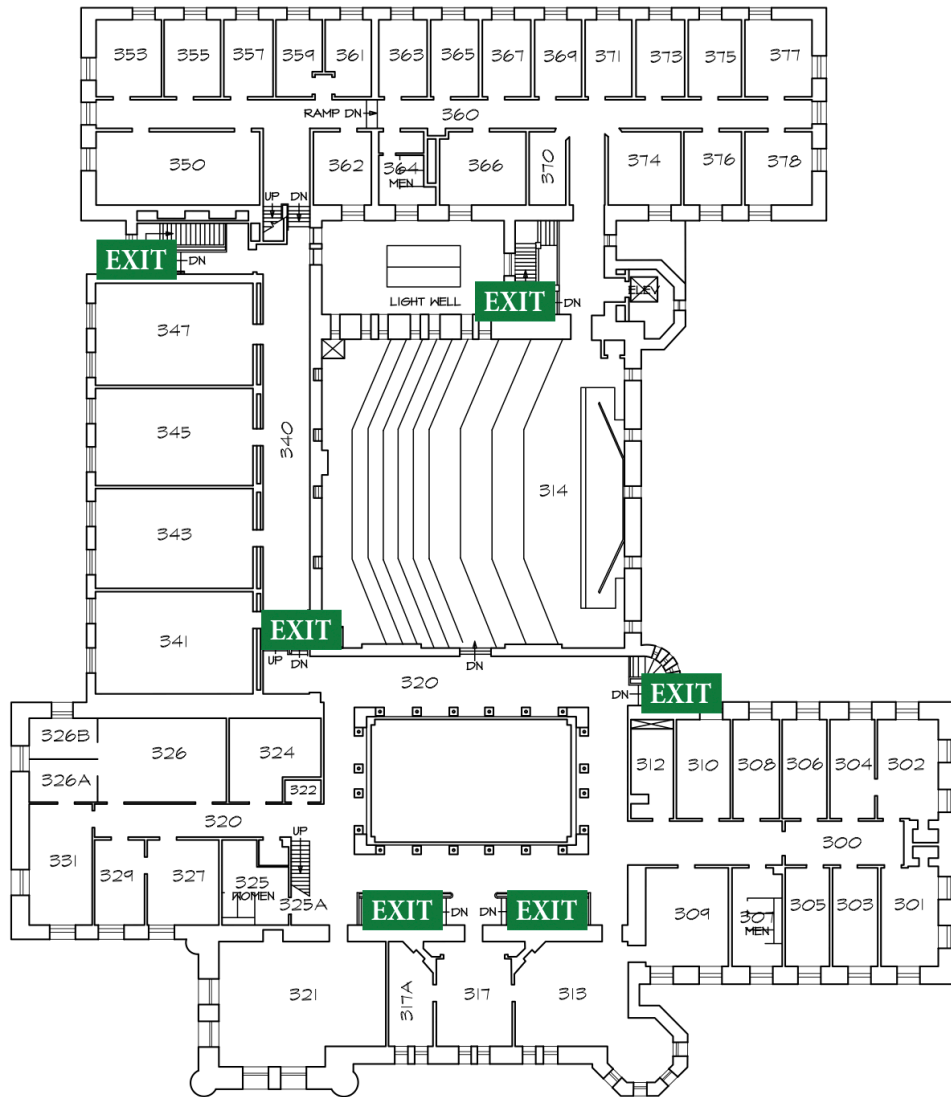 353 355 357 359 361 363 365 367 369 371 373 375 377
RAMP DN 360
350 362 364 366 370 374 376 378
MEN
UP DN
EXIT
DN
ELEV
LIGHT WELL
EXIT
DN
347
345
340
314
343
341
EXIT
UP DN
DN
320
DN
EXIT
326B
326 324
312 310 308 306 304 302
326A
322
320
UP
300
331 329 327 325
WOMEN
325A
309 307 305 303 301
MEN
EXIT DN DN EXIT
321 317A 317 313